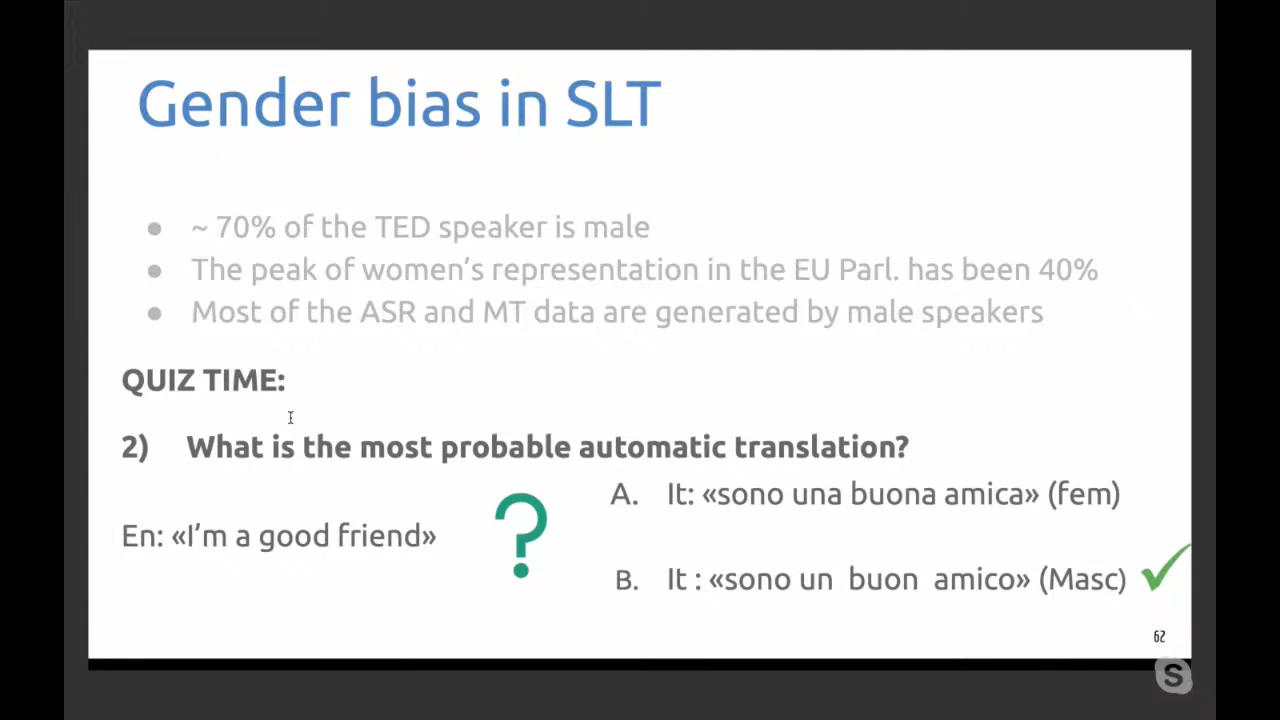 Gender bias in SLT
● ~ 70% of the TED speaker is male
● The peak of women's representation in the EU Parl. has been 40%
● Most of the ASR and MT data are generated by male speakers
QUIZ TIME:
2) What is the most probable automatic translation?
A. It: «sono una buona amica» (fem)
En: «I'm a good friend»
?
B. It : «sono un buon amico» (Masc)
62
S